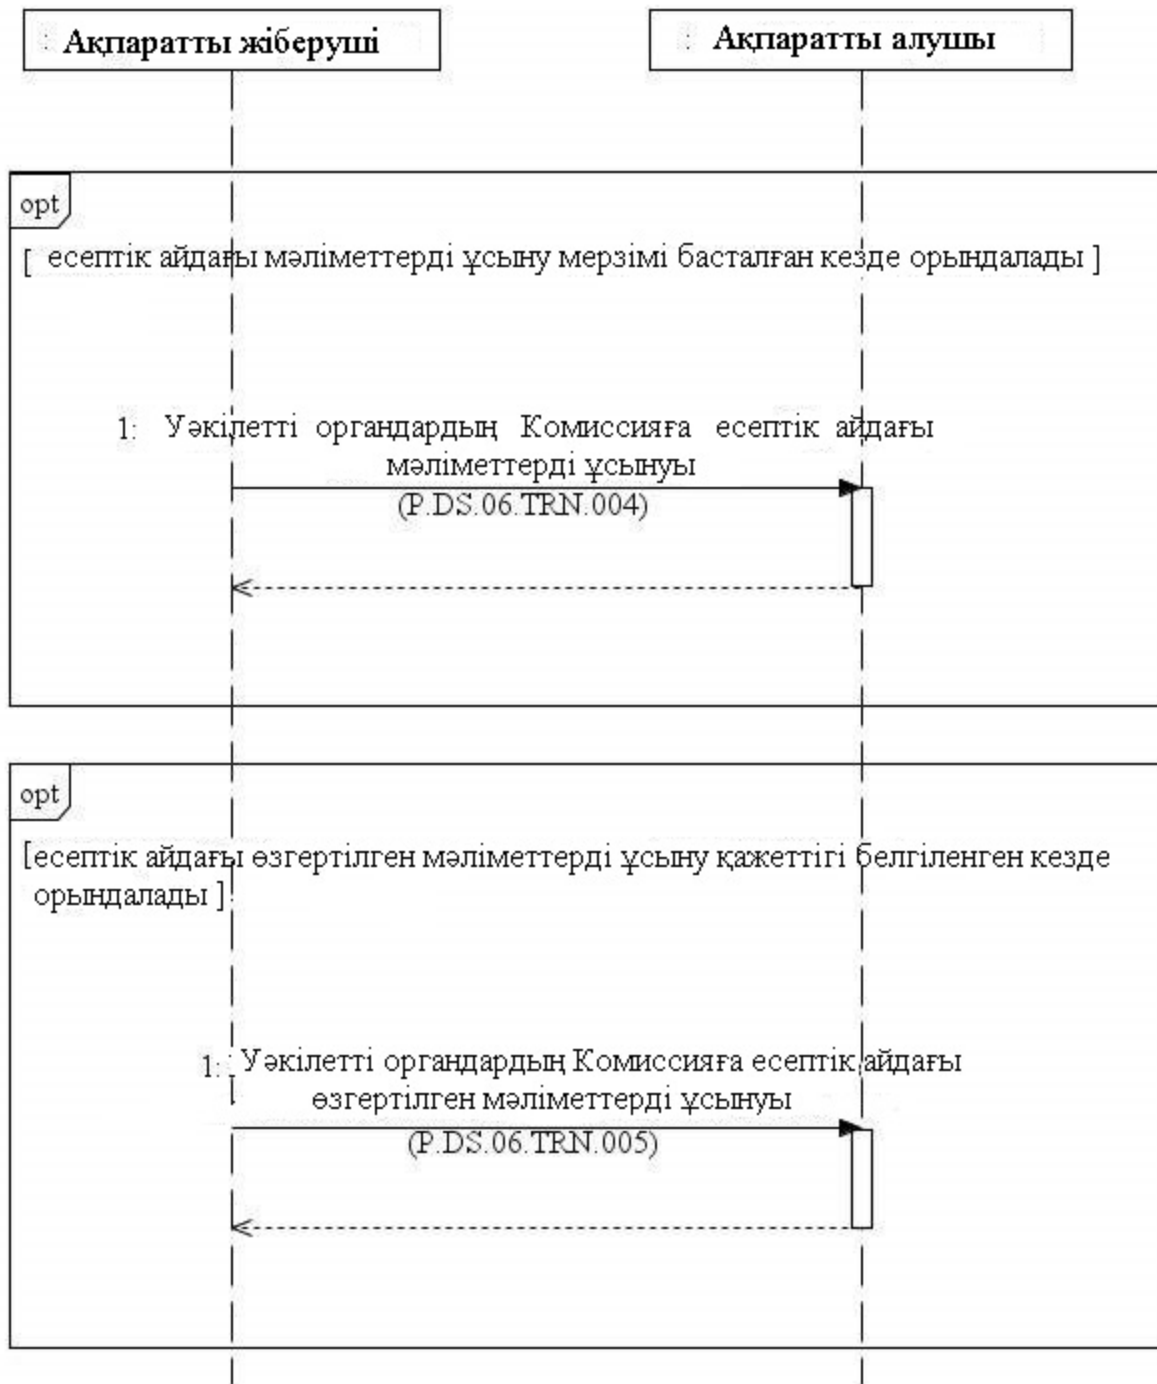 Ақпаратты жіберуші
Ақпаратты алушы
opt
[ есептік айдағы мәліметтерді ұсыну мерзімі басталған кезде орындалады ]
1: Уәкілетті органдардың Комиссияға есептік айдағы
мәліметтерді ұсынуы
(P.DS.06.TRN.004)
opt
[есептік айдағы өзгертілген мәліметтерді ұсыну қажеттігі белгіленген кезде
орындалады ]
1: Уәкілетті органдардың Комиссияға есептік айдағы
өзгертілген мәліметтерді ұсынуы
(P.DS.06.TRN.005)